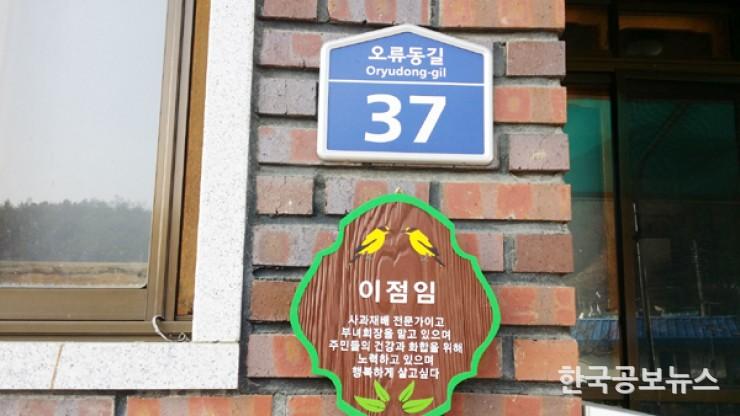 오류동길
Oryudong-gil
37
이점임
사과재배 전문가이고
부녀회장을 맡고 있으며
주민들의 건강과 화합을 위해
노력하고 있으며
행복하게 살고싶다
한국공보뉴스